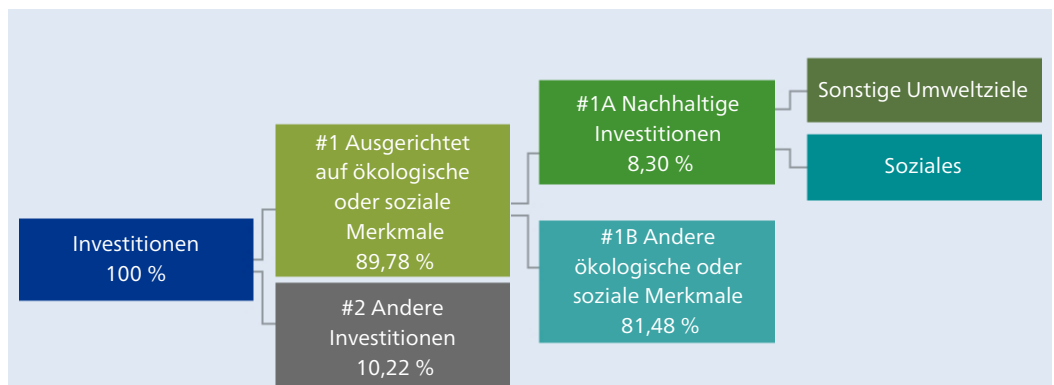 Investitionen
100 %
#1 Ausgerichtet
auf ökologische
oder soziale
Merkmale
89,78 %
#2 Andere
Investitionen
10,22 %
#1A Nachhaltige
Investitionen
8,30 %
#1B Andere
ökologische oder
soziale Merkmale
81,48 %
Sonstige Umweltziele
Soziales